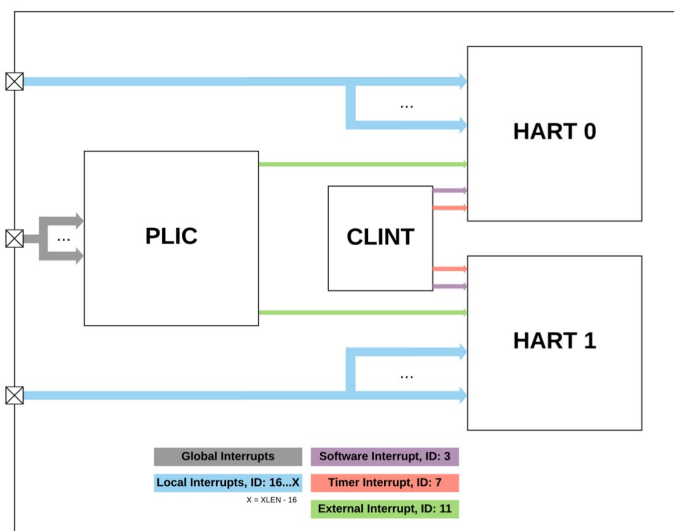 ...
HART 0
PLIC
CLINT
...
HART 1
...
Global Interrupts
Software Interrupt, ID: 3
Local Interrupts, ID: 16...X
Timer Interrupt, ID: 7
X = XLEN - 16
External Interrupt, ID: 11